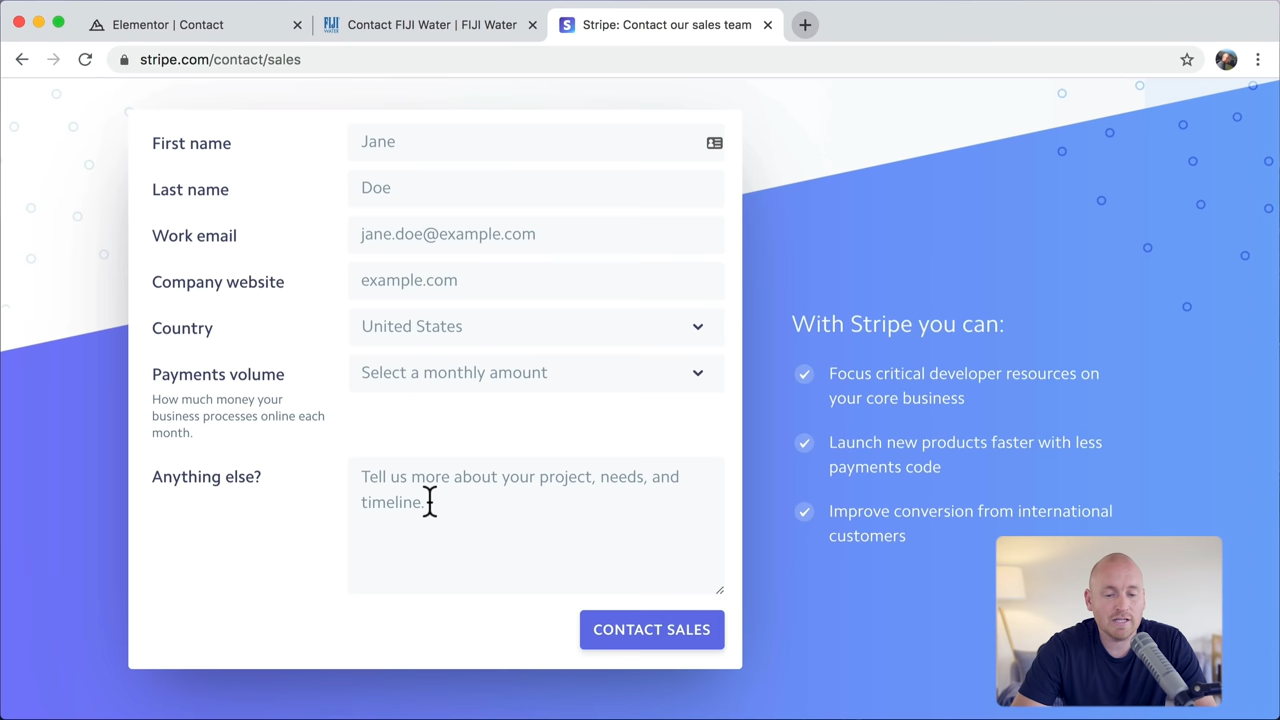 Elementor | Contact
FIJI
WATER
Contact FIJI Water | FIJI Water
S
Stripe: Contact our sales team
stripe.com/contact/sales
First name
Jane
Last name
Doe
Work email
jane.doe@example.com
Company website
example.com
Country
United States
Payments volume
Select a monthly amount
How much money your
business processes online each
month.
Anything else?
Tell us more about your project, needs, and
timeline.
CONTACT SALES
With Stripe you can:
Focus critical developer resources on
your core business
Launch new products faster with less
payments code
Improve conversion from international
customers